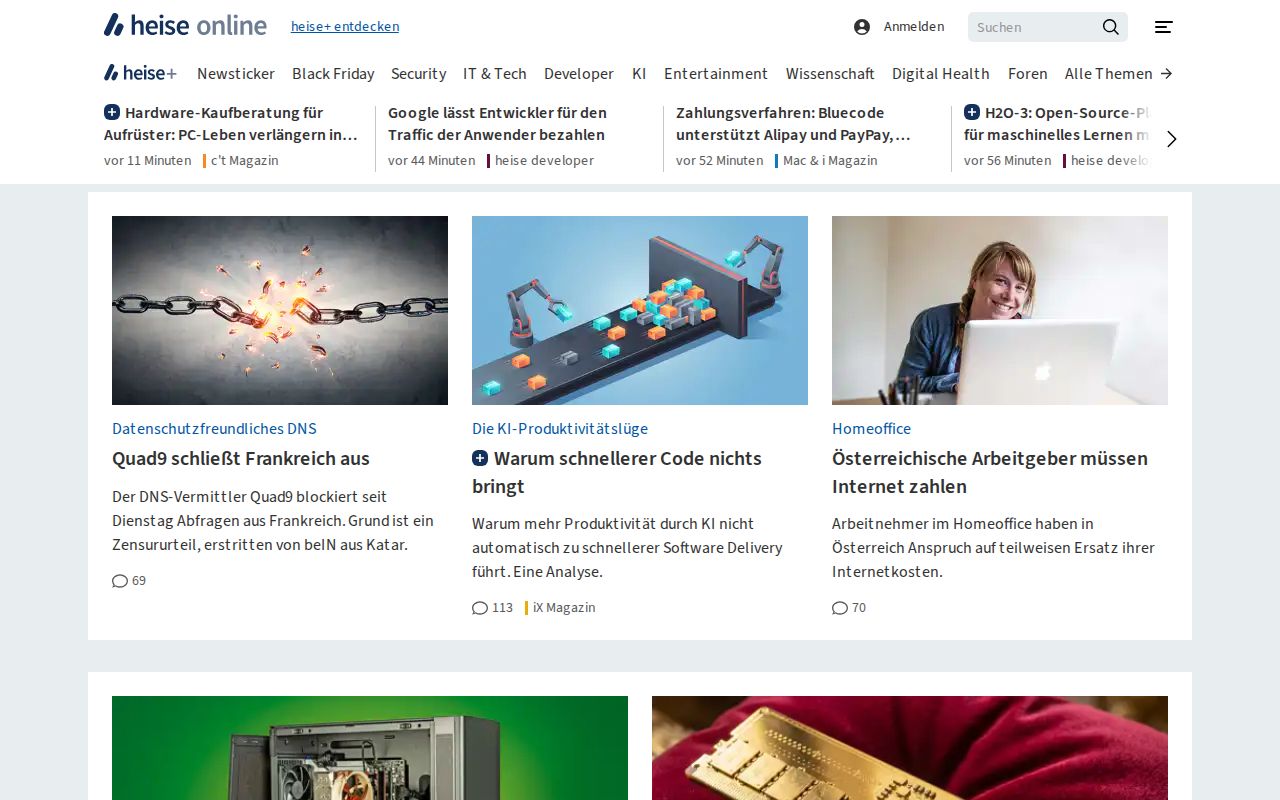 heise online
heise+ entdecken
Anmelden
Suchen
heise+
Newsticker
Black Friday
Security
IT & Tech
Developer
KI
Entertainment
Wissenschaft
Digital Health
Foren
Alle Themen
Hardware-Kaufberatung für
Aufrüster: PC-Leben verlängern in…
vor 11 Minuten
c't Magazin
Google lässt Entwickler für den
Traffic der Anwender bezahlen
vor 44 Minuten
heise developer
Zahlungsverfahren: Bluecode
unterstützt Alipay und PayPay,…
vor 52 Minuten
Mac & i Magazin
H2O-3: Open-Source-Pl
für maschinelles Lernen m
vor 56 Minuten
heise develo
Datenschutzfreundliches DNS
Quad9 schließt Frankreich aus
Der DNS-Vermittler Quad9 blockiert seit
Dienstag Abfragen aus Frankreich. Grund ist ein
Zensururteil, erstritten von beIN aus Katar.
69
Die KI-Produktivitätslüge
Warum schnellerer Code nichts
bringt
Warum mehr Produktivität durch KI nicht
automatisch zu schnellerer Software Delivery
führt. Eine Analyse.
113
iX Magazin
Homeoffice
Österreichische Arbeitgeber müssen
Internet zahlen
Arbeitnehmer im Homeoffice haben in
Österreich Anspruch auf teilweisen Ersatz ihrer
Internetkosten.
70